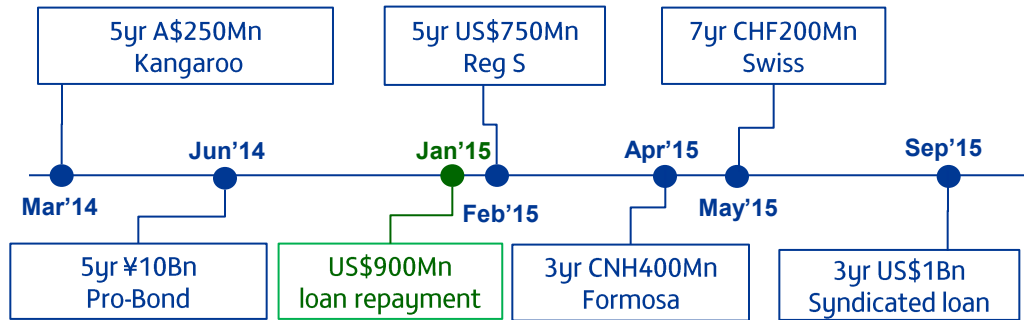 5yr A$250Mn
Kangaroo
5yr US$750Mn
Reg S
7yr CHF200Mn
Swiss
Mar’14
Jun’14
Jan’15
Feb’15
Apr’15
May’15
Sep’15
5yr ¥10Bn
Pro-Bond
US$900Mn
loan repayment
3yr CNH400Mn
Formosa
3yr US$1Bn
Syndicated loan